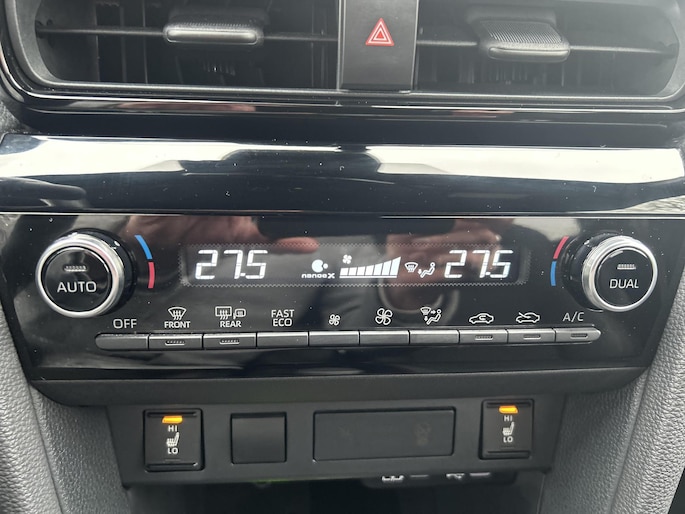 27.5
nanoe X
27.5
AUTO
DUAL
OFF
FRONT
REAR
FAST
ECO
A/C
HI
LO
HI
LO